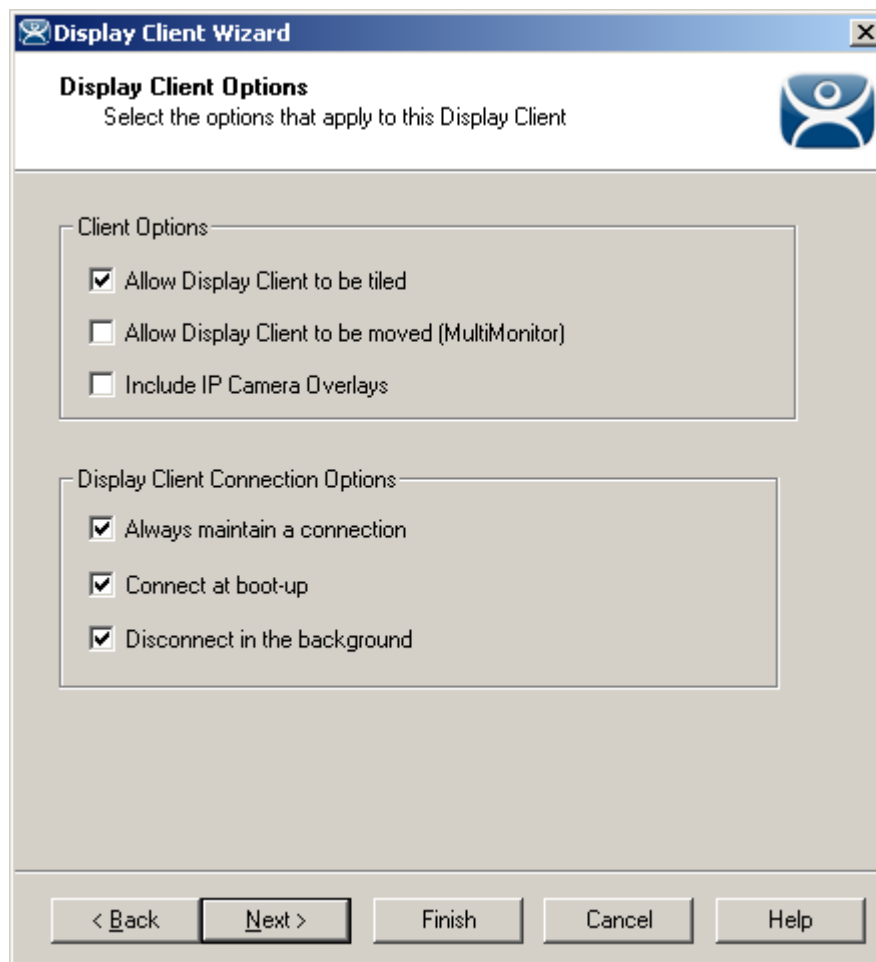 Display Client Wizard
Display Client Options
Select the options that apply to this Display Client
Client Options
Allow Display Client to be tiled
Allow Display Client to be moved (MultiMonitor)
Include IP Camera Overlays
Display Client Connection Options
Always maintain a connection
Connect at boot-up
Disconnect in the background
< Back Next > Finish Cancel Help